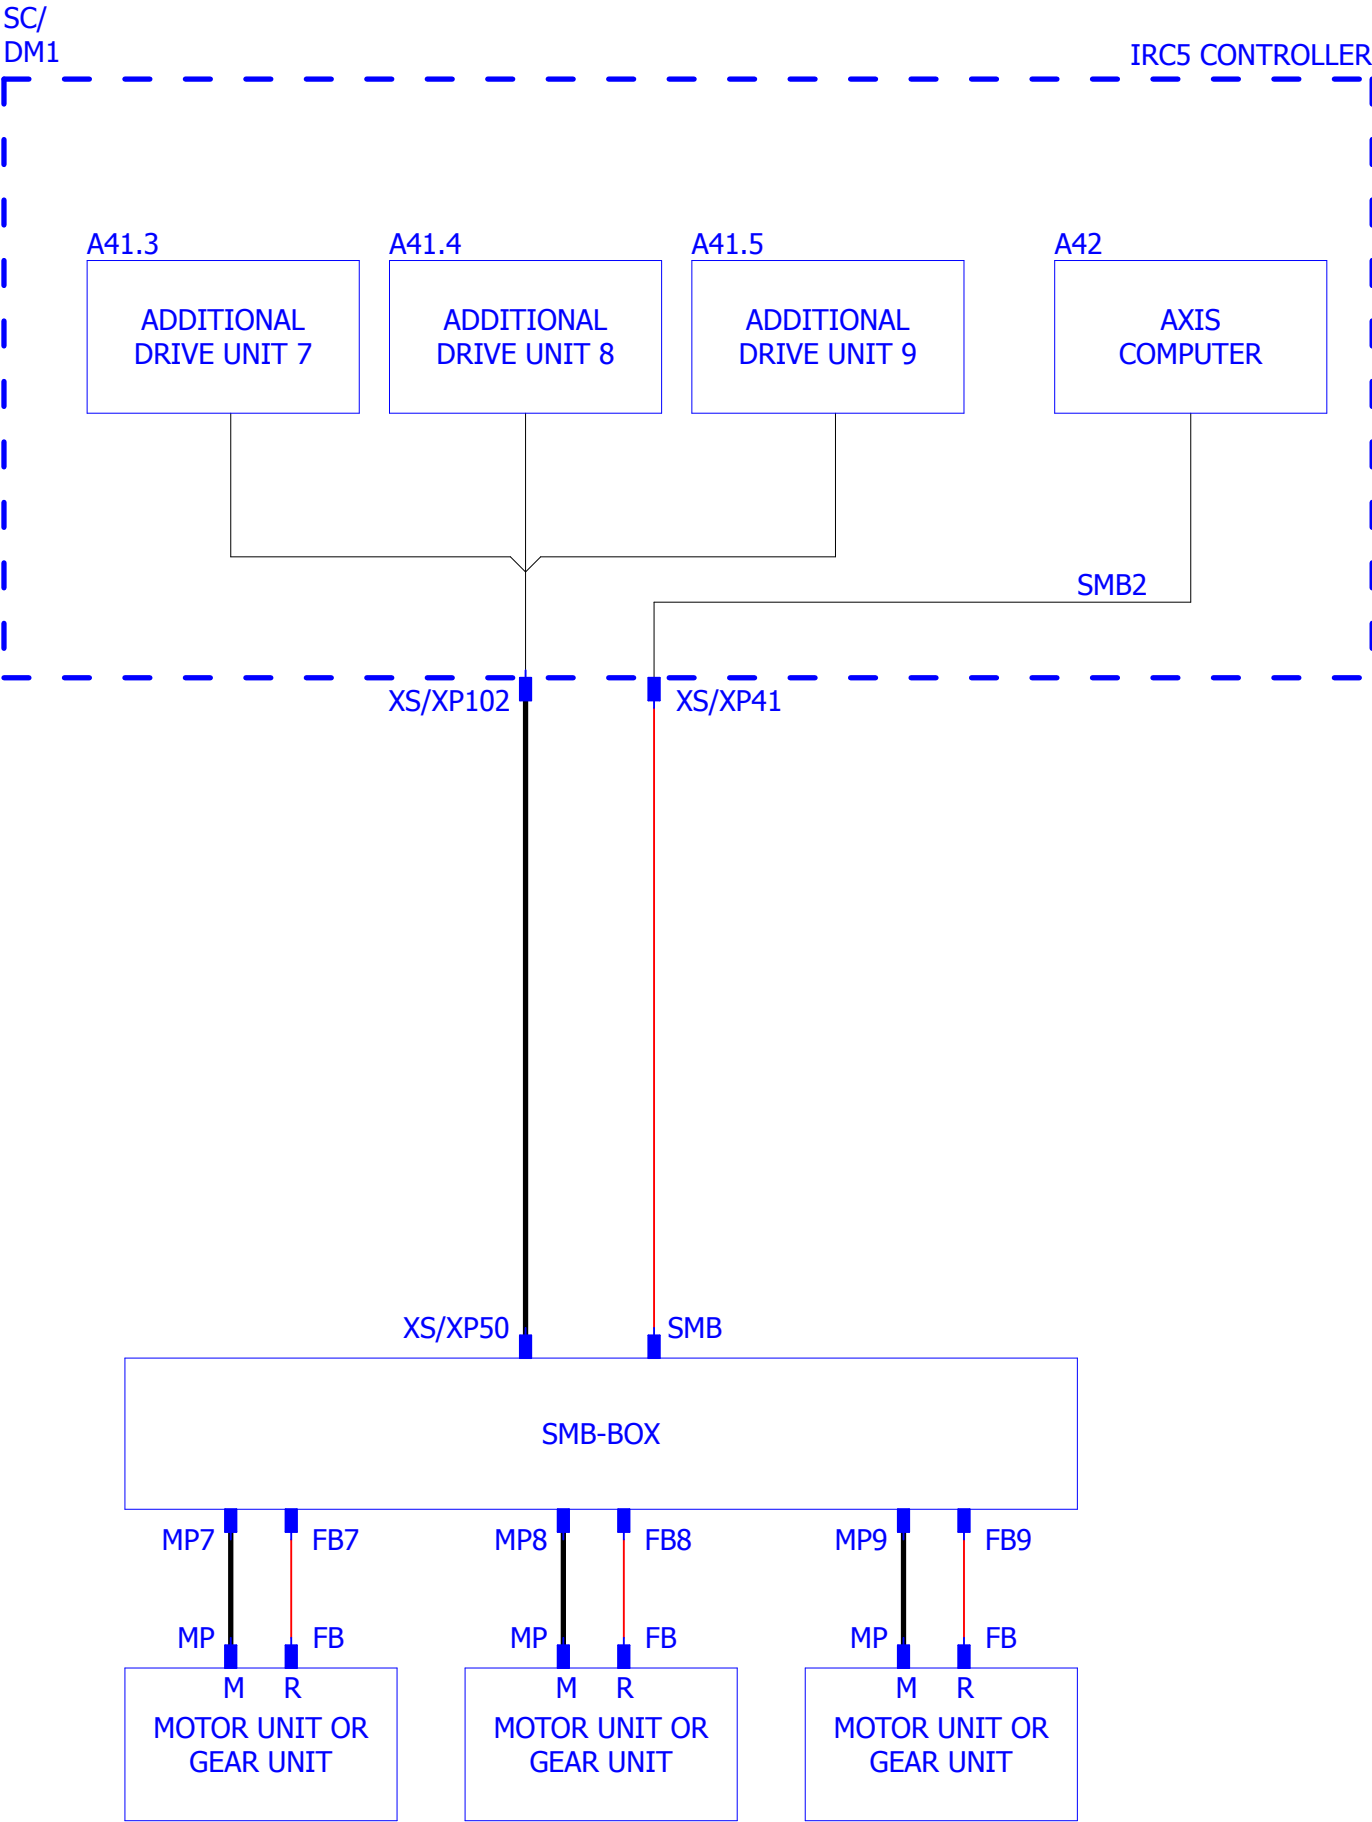 SC/
DM1
IRC5 CONTROLLER
A41.3
A41.4
A41.5
A42
ADDITIONAL
DRIVE UNIT 7
ADDITIONAL
DRIVE UNIT 8
ADDITIONAL
DRIVE UNIT 9
AXIS
COMPUTER
SMB2
XS/XP102
XS/XP41
XS/XP50
SMB
SMB-BOX
MP7
FB7
MP8
FB8
MP9
FB9
MP
FB
MP
FB
MP
FB
M
R
MOTOR UNIT OR
GEAR UNIT
M
R
MOTOR UNIT OR
GEAR UNIT
M
R
MOTOR UNIT OR
GEAR UNIT